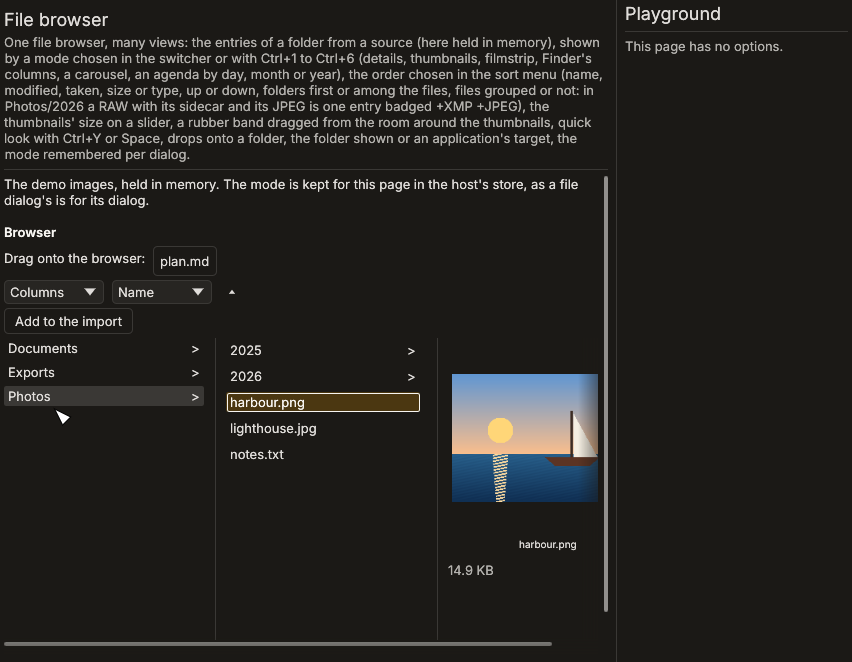 File browser
One file browser, many views: the entries of a folder from a source (here held in memory), shown
by a mode chosen in the switcher or with Ctrl+1 to Ctrl+6 (details, thumbnails, filmstrip, Finder's
columns, a carousel, an agenda by day, month or year), the order chosen in the sort menu (name,
modified, taken, size or type, up or down, folders first or among the files, files grouped or not: in
Photos/2026 a RAW with its sidecar and its JPEG is one entry badged +XMP +JPEG), the
thumbnails' size on a slider, a rubber band dragged from the room around the thumbnails, quick
look with Ctrl+Y or Space, drops onto a folder, the folder shown or an application's target, the
mode remembered per dialog.
The demo images, held in memory. The mode is kept for this page in the host's store, as a file
dialog's is for its dialog.
Browser
Drag onto the browser: plan.md
Columns Name
Add to the import
Documents >
Exports >
Photos >
2025 >
2026 >
harbour.png
lighthouse.jpg
notes.txt
harbour.png
14.9 KB
Playground
This page has no options.